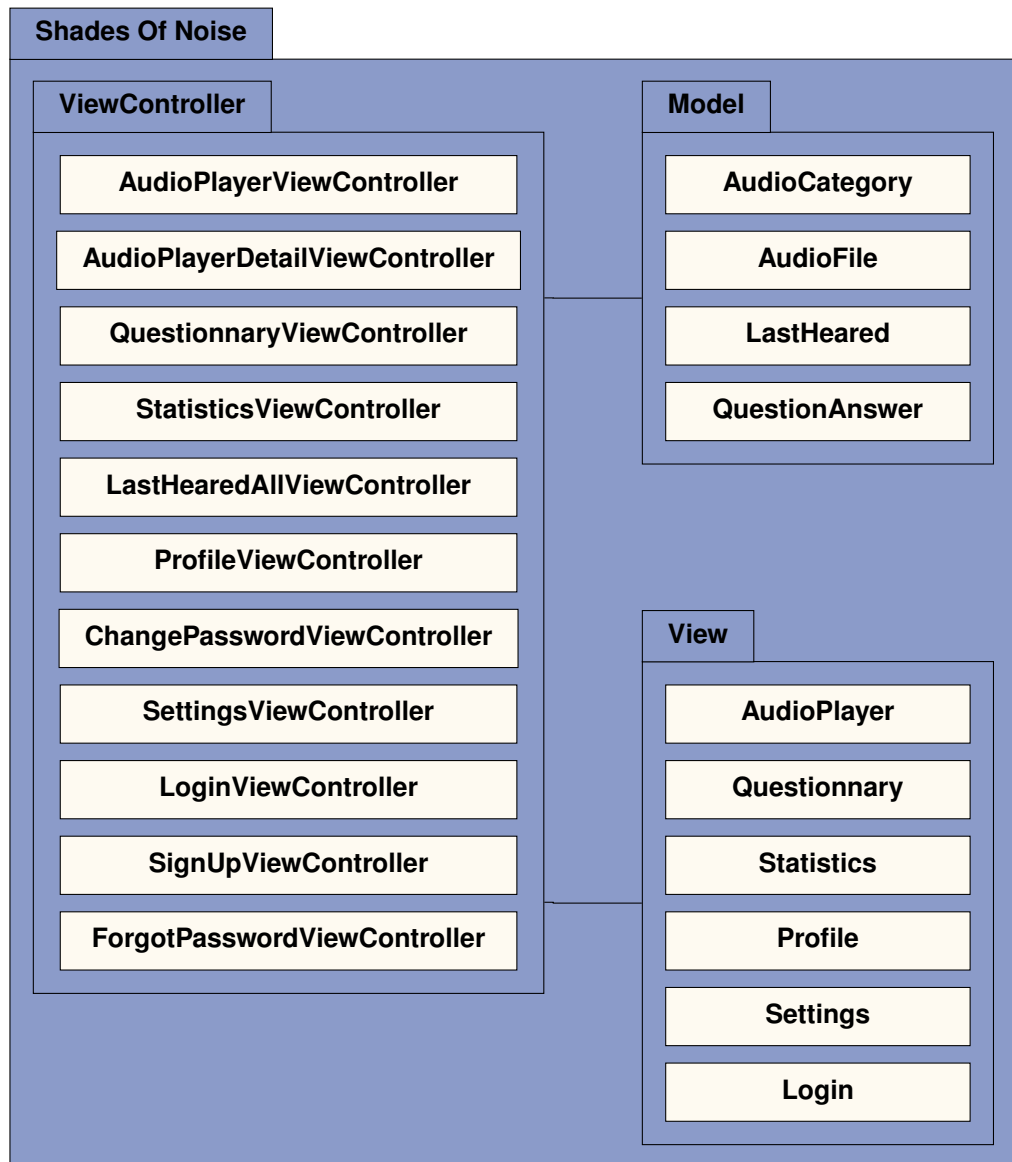 Shades Of Noise
ViewController
AudioPlayerViewController
AudioPlayerDetailViewController
QuestionnaryViewController
StatisticsViewController
LastHearedAllViewController
ProfileViewController
ChangePasswordViewController
SettingsViewController
LoginViewController
SignUpViewController
ForgotPasswordViewController
Model
AudioCategory
AudioFile
LastHeared
QuestionAnswer
View
AudioPlayer
Questionnary
Statistics
Profile
Settings
Login